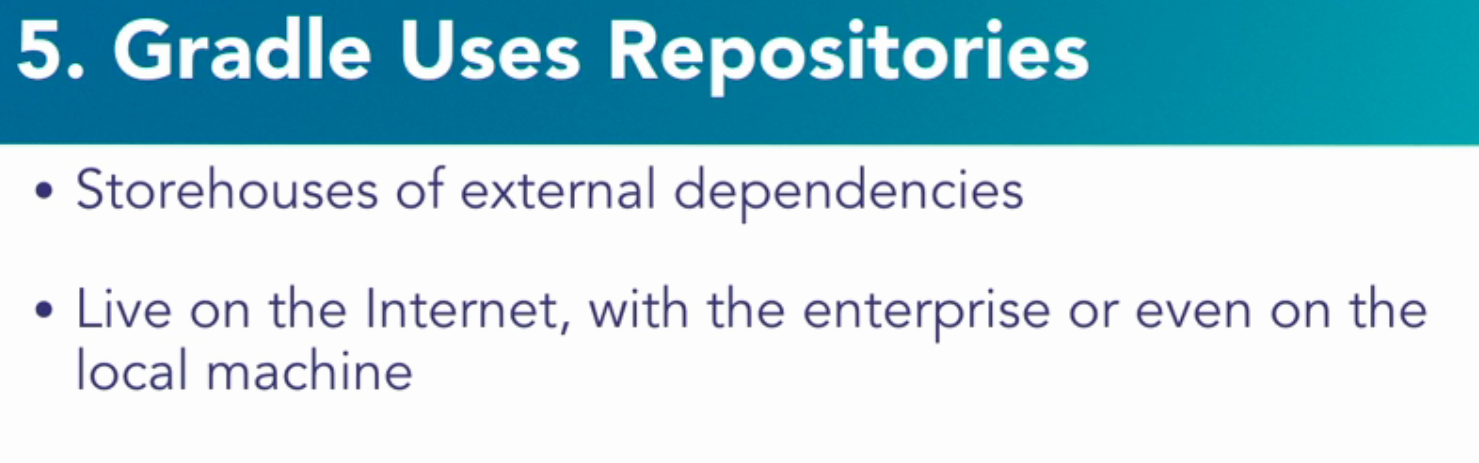 5. Gradle Uses Repositories
• Storehouses of external dependencies
• Live on the Internet, with the enterprise or even on the
local machine